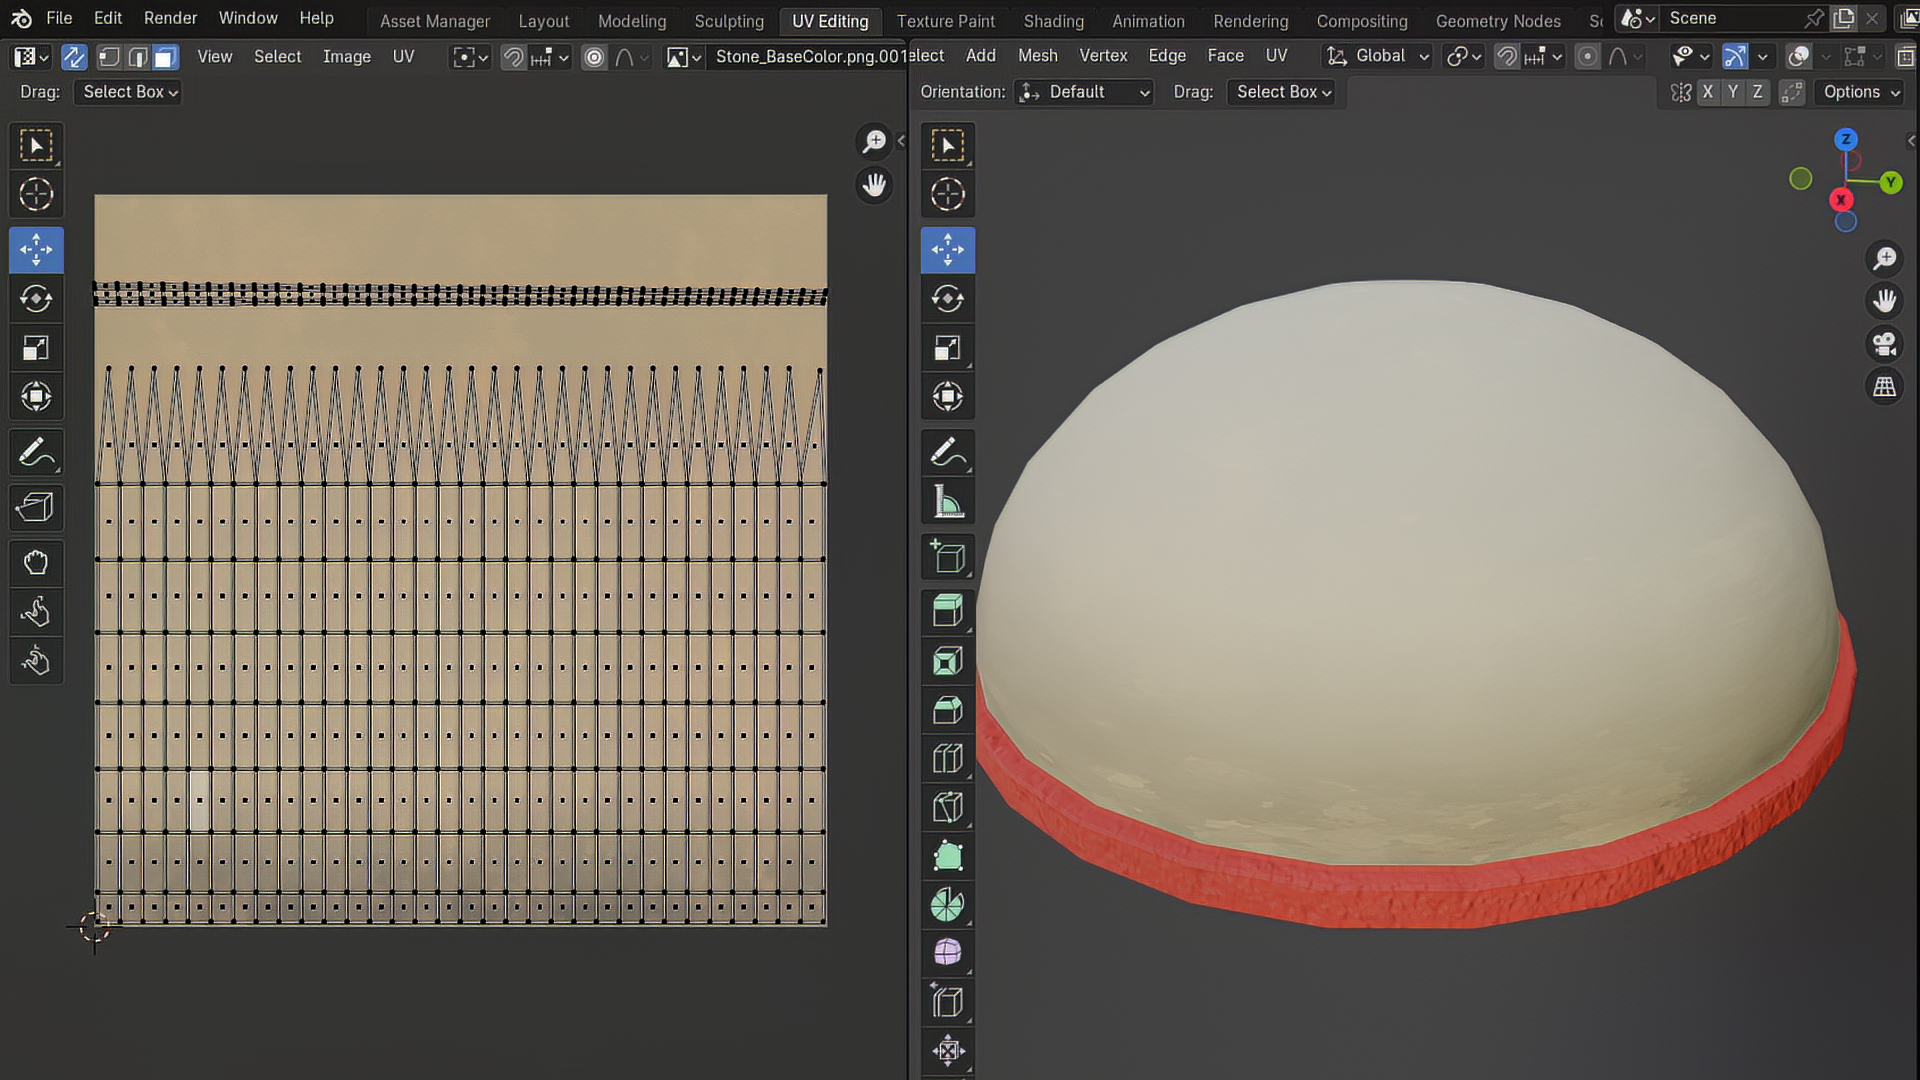 File Edit Render Window Help Asset Manager Layout Modeling Sculpting UV Editing Texture Paint Shading Animation Rendering Compositing Geometry Nodes Sc Scene
View Select Image UV Stone_BaseColor.png.001 elect Add Mesh Vertex Edge Face UV Global
Drag: Select Box Orientation: Default Drag: Select Box X Y Z Options
Z
Y
X